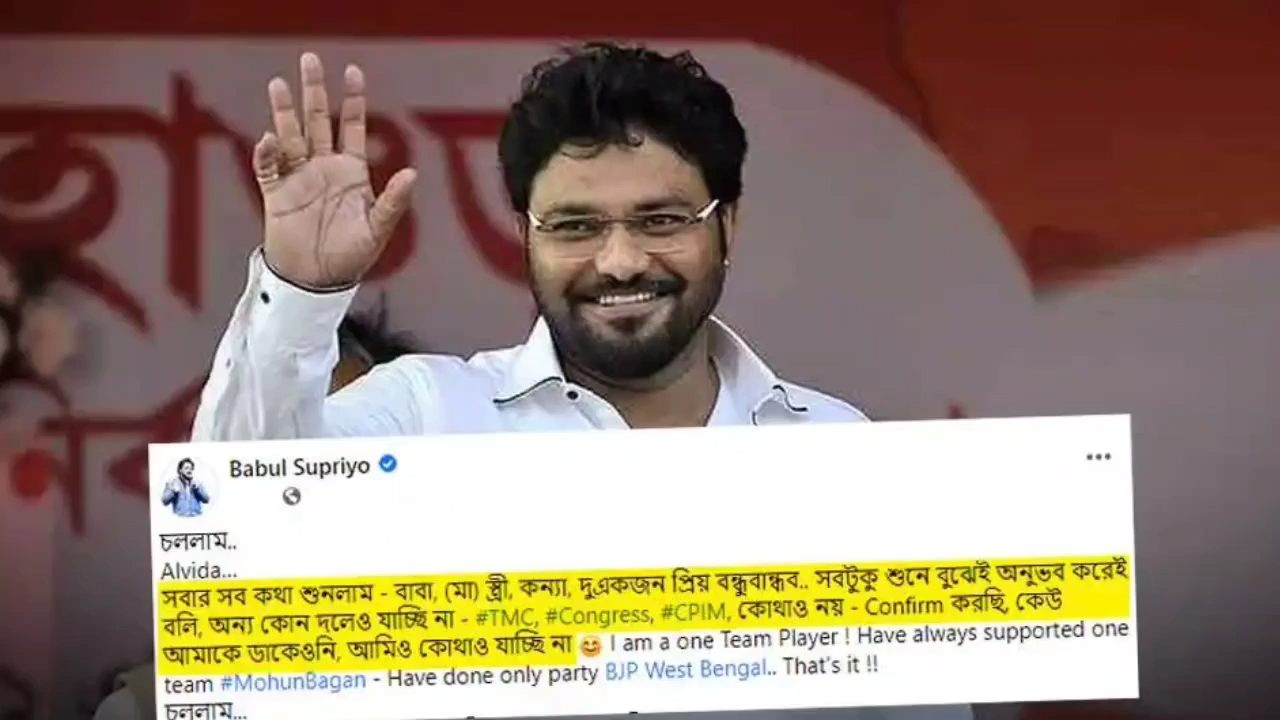 Babul Supriyo
চললাম..
Alvida...
সবার সব কথা শুনলাম - বাবা, (মা) স্ত্রী, কন্যা, দুএকজন প্রিয় বন্ধুবান্ধব.. সবটুকু শুনে বুঝেই অনুভব করেই
বলি, অন্য কোন দলেও যাচ্ছি না - #TMC, #Congress, #CPIM, কোথাও নয় - Confirm করছি, কেউ
আমাকে ডাকেওনি, আমিও কোথাও যাচ্ছি না 😊 I am a one Team Player ! Have always supported one
team #MohunBagan - Have done only party BJP West Bengal.. That's it !!
চললাম...